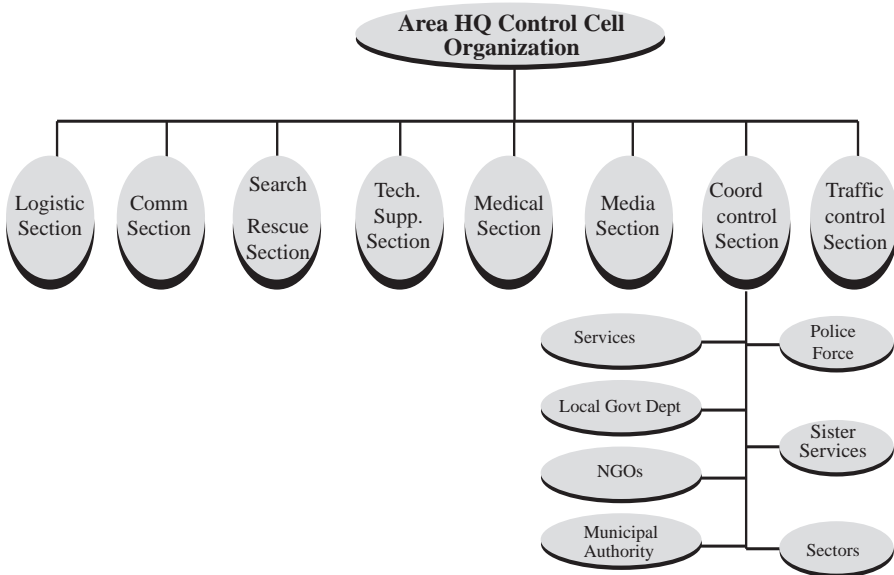 Area HQ Control Cell
Organization
Logistic
Section
Comm
Section
Search
Rescue
Section
Tech.
Supp.
Section
Medical
Section
Media
Section
Coord
control
Section
Traffic
control
Section
Services
Police
Force
Local Govt Dept
Sister
Services
NGOs
Municipal
Authority
Sectors